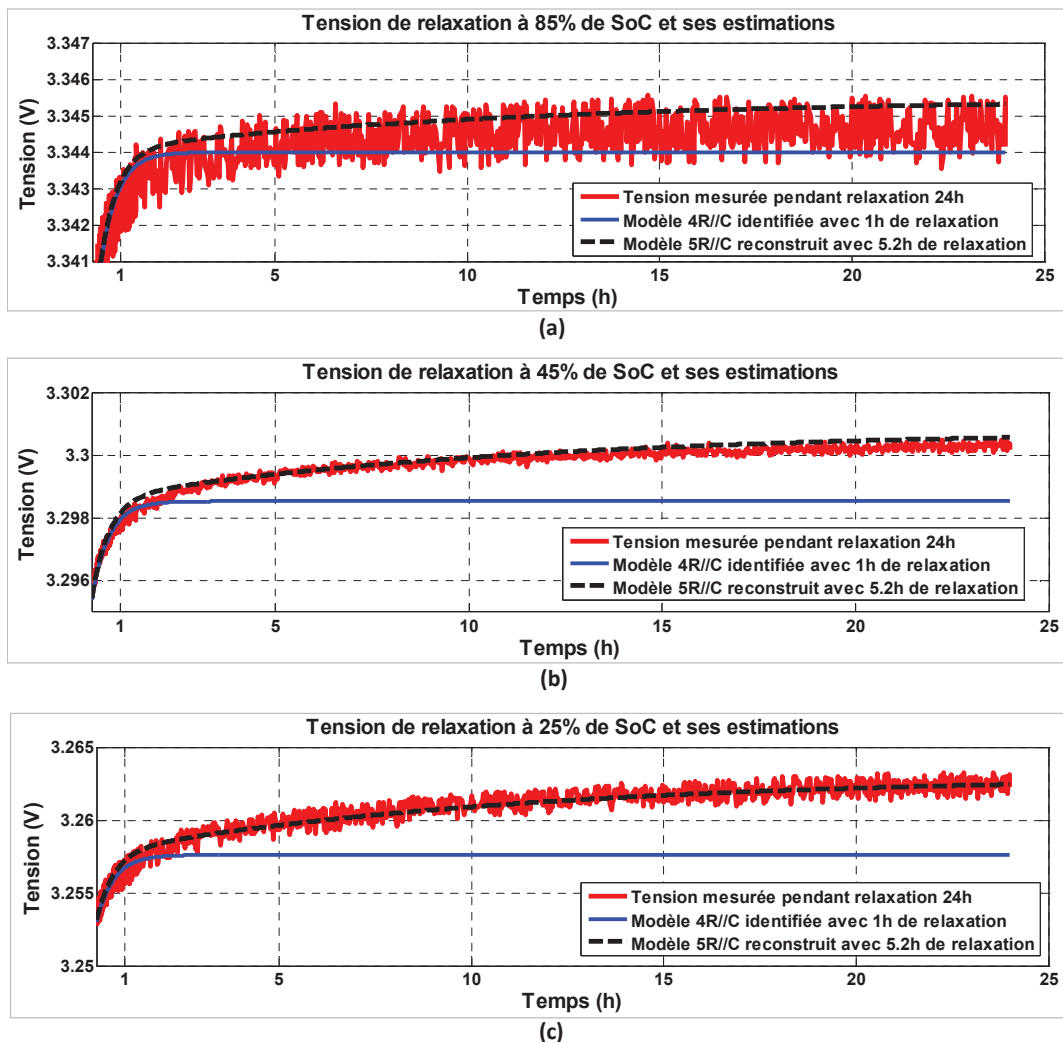 Tension de relaxation à 85% de SoC et ses estimations
3.347
3.346
3.345
3.344
3.343
3.342
3.341
Tension (V)
Tension mesurée pendant relaxation 24h
Modèle 4R//C identifiée avec 1h de relaxation
Modèle 5R//C reconstruit avec 5.2h de relaxation
1 5 10 15 20 25
Temps (h)
(a)
Tension de relaxation à 45% de SoC et ses estimations
3.302
3.3
3.298
3.296
Tension (V)
Tension mesurée pendant relaxation 24h
Modèle 4R//C identifiée avec 1h de relaxation
Modèle 5R//C reconstruit avec 5.2h de relaxation
1 5 10 15 20 25
Temps (h)
(b)
Tension de relaxation à 25% de SoC et ses estimations
3.265
3.26
3.255
3.25
Tension (V)
Tension mesurée pendant relaxation 24h
Modèle 4R//C identifiée avec 1h de relaxation
Modèle 5R//C reconstruit avec 5.2h de relaxation
1 5 10 15 20 25
Temps (h)
(c)